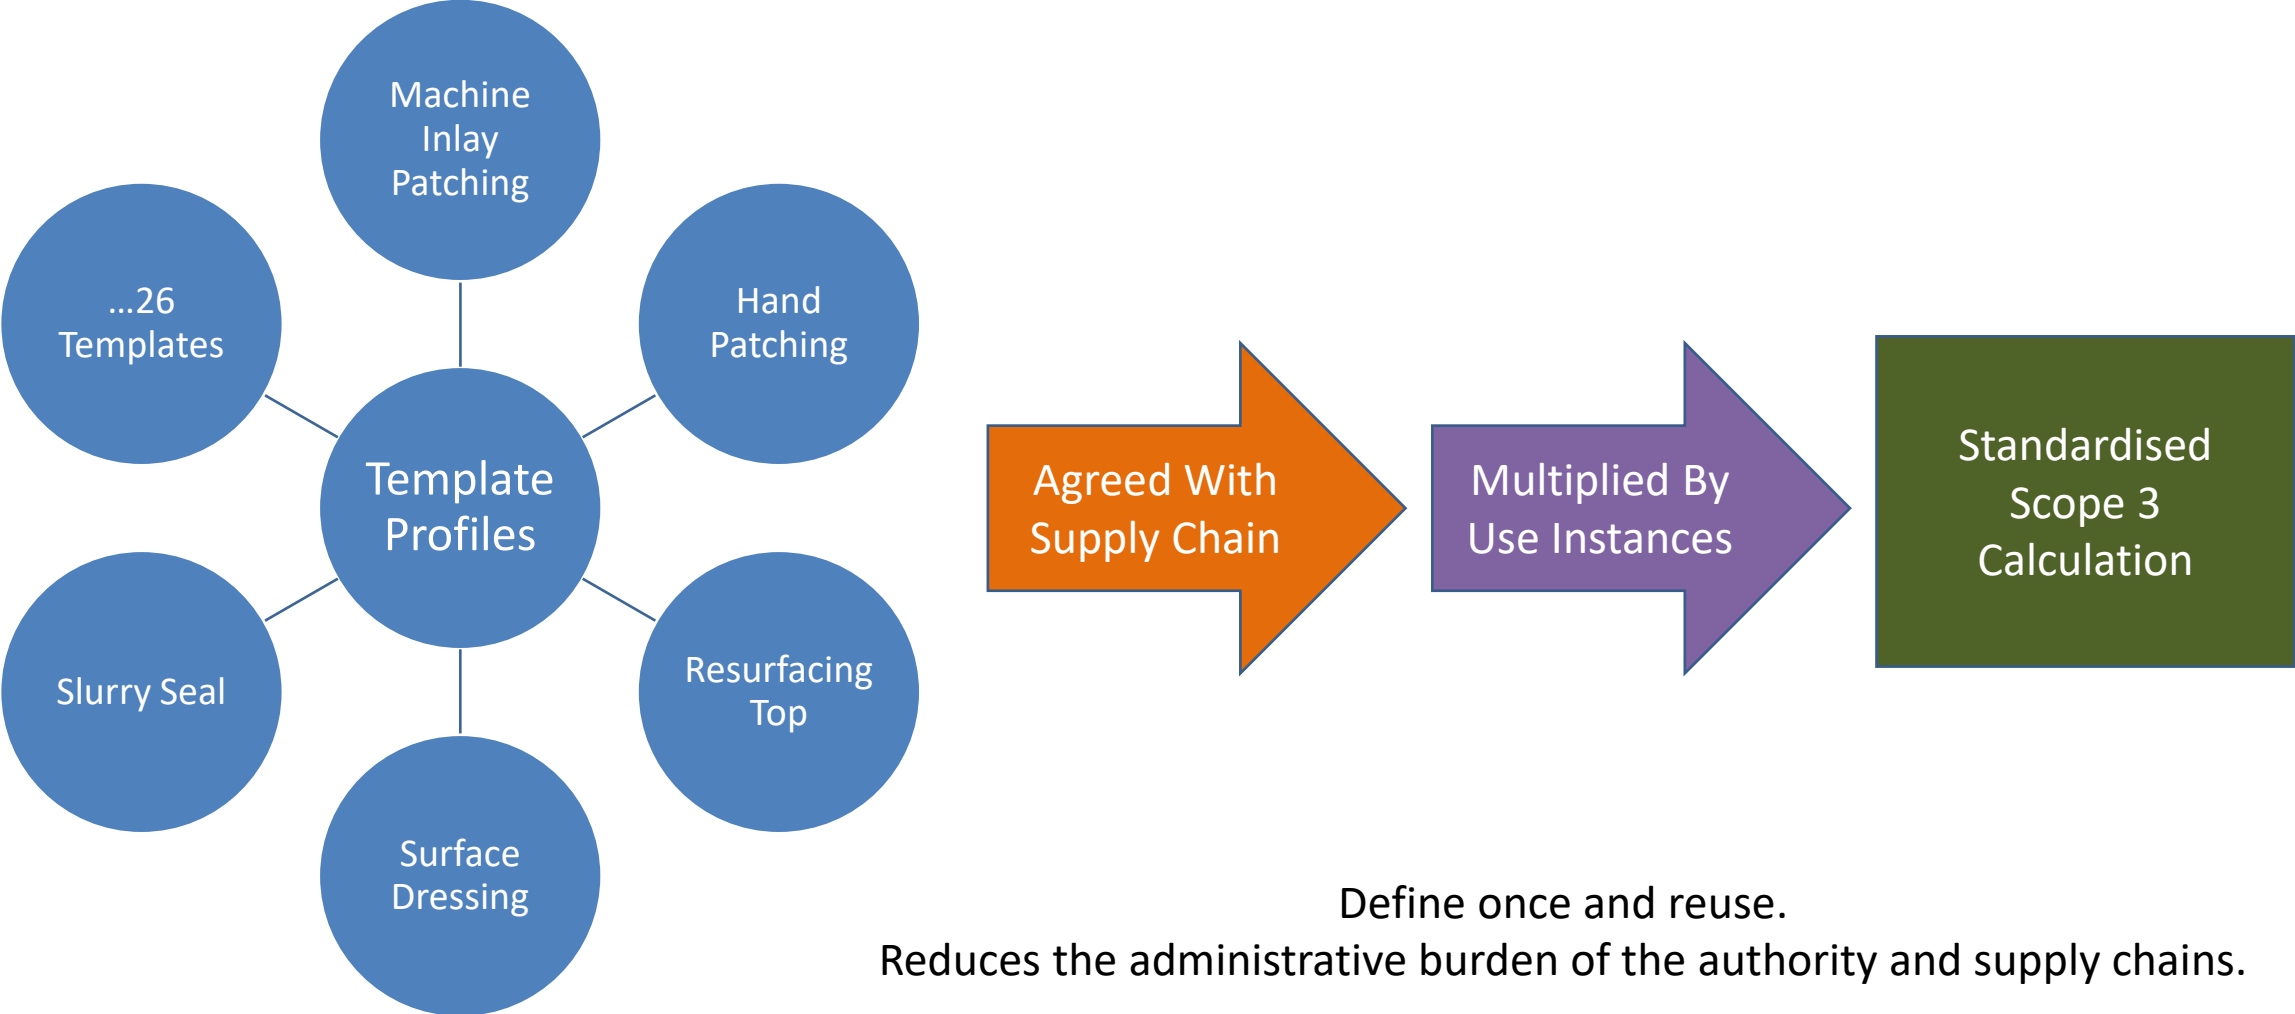 Machine
Inlay
Patching
Hand
Patching
Resurfacing
Top
Surface
Dressing
Slurry Seal
...26
Templates
Template
Profiles
Agreed With
Supply Chain
Multiplied By
Use Instances
Standardised
Scope 3
Calculation
Define once and reuse.
Reduces the administrative burden of the authority and supply chains.